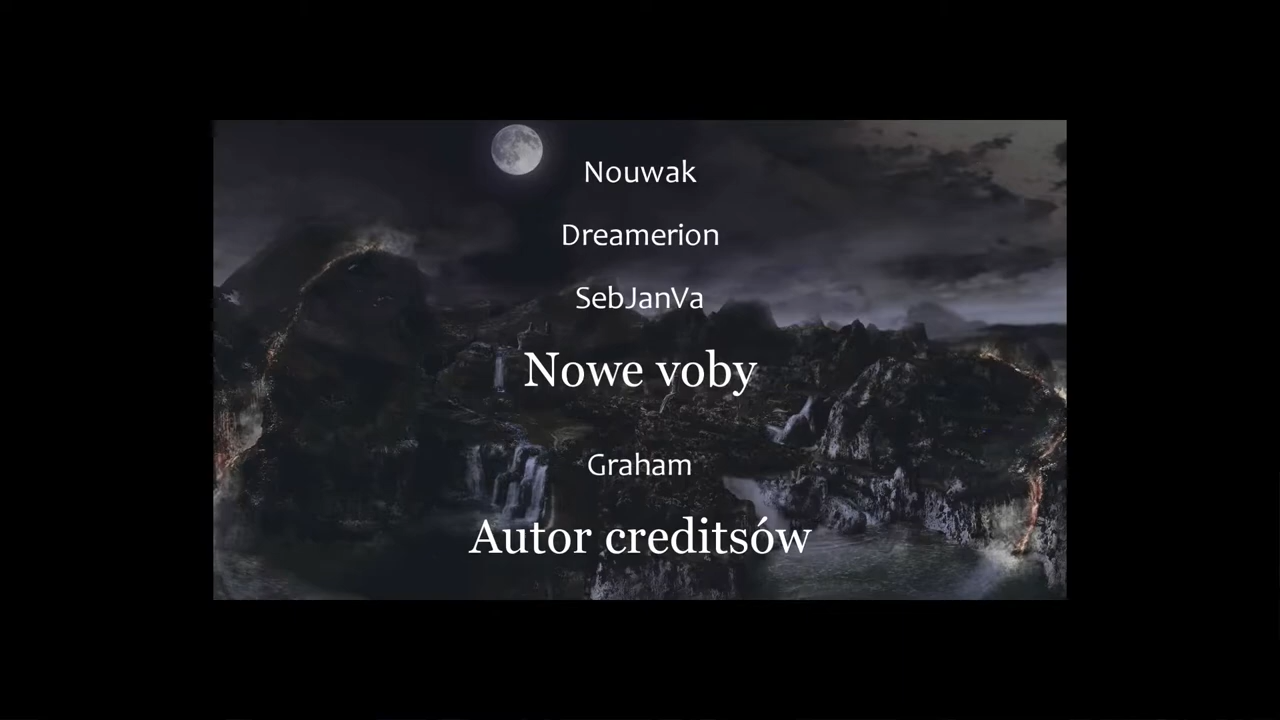 Nouwak
Dreamerion
SebJanVa
Nowe voby
Graham
Autor creditsów